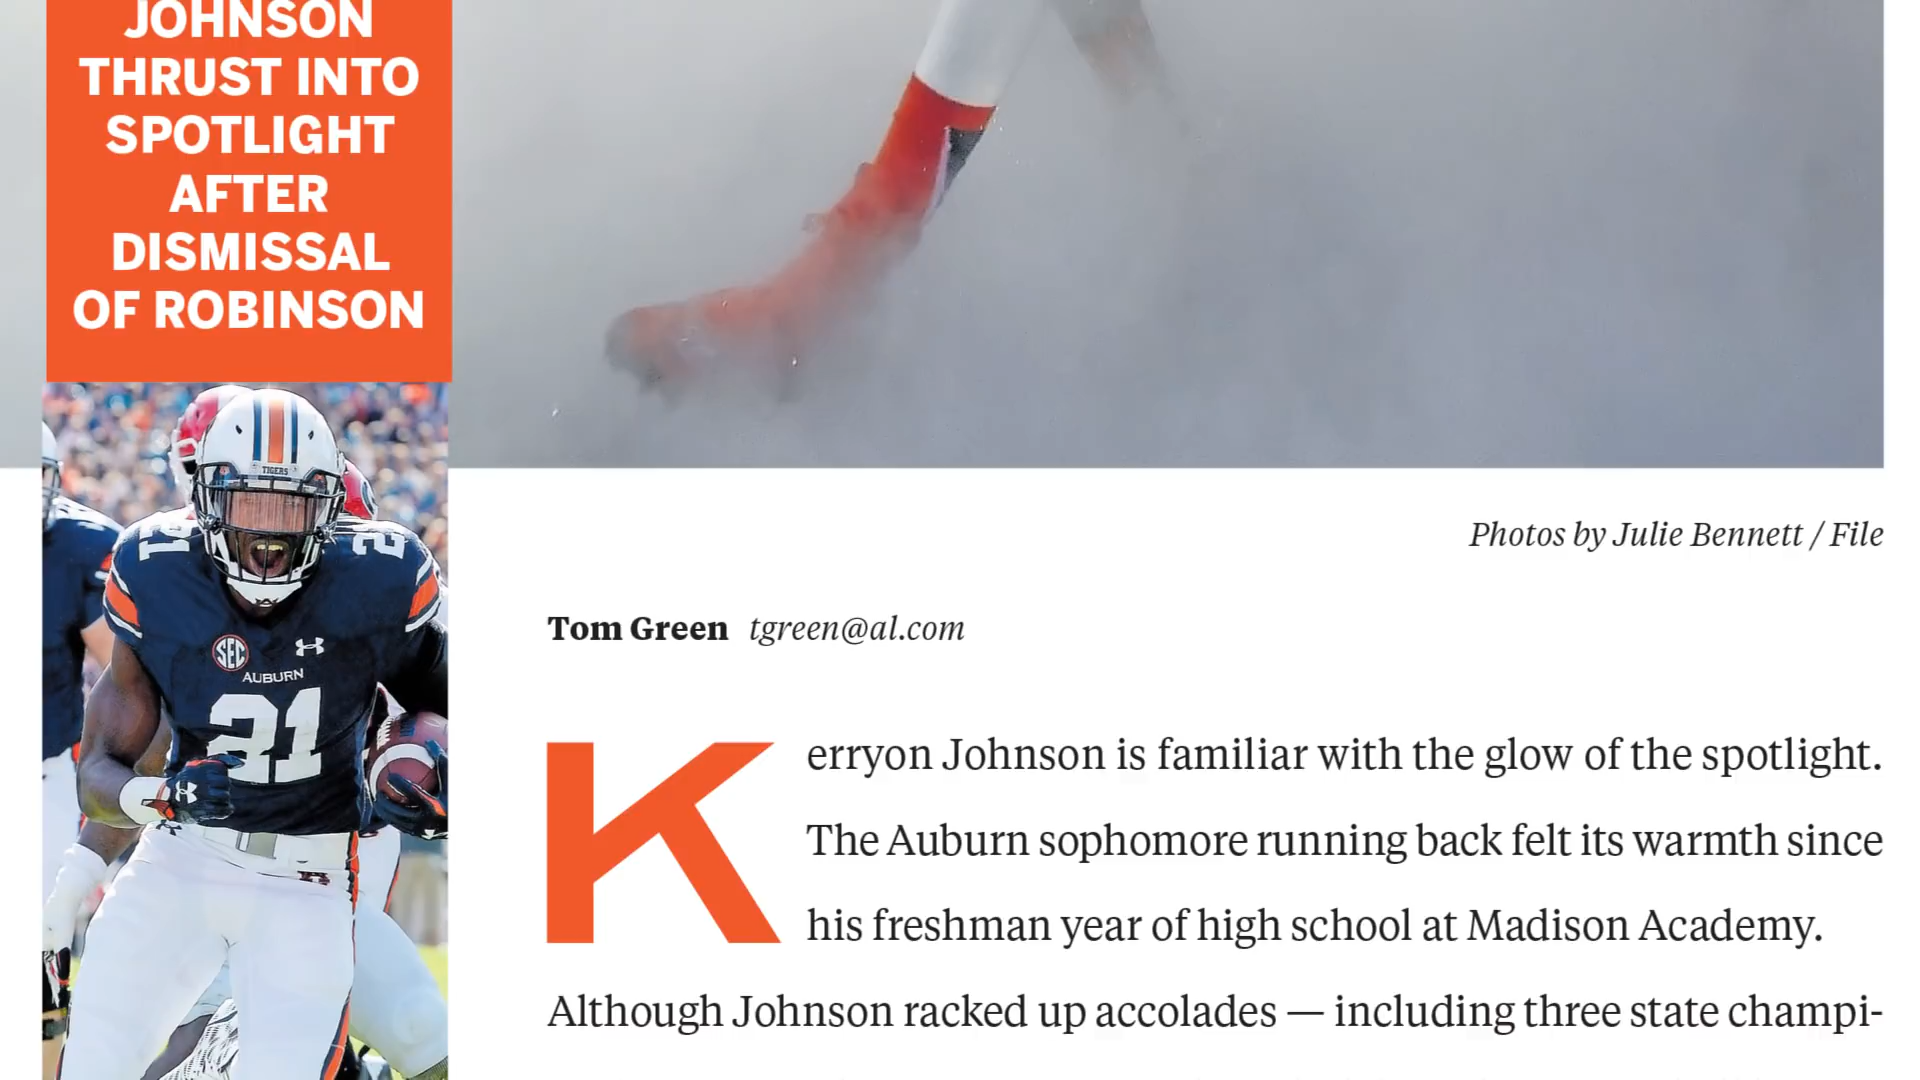 JOHNSON
THRUST INTO
SPOTLIGHT
AFTER
DISMISSAL
OF ROBINSON
TIGERS
21
21
SEC
AUBURN
21
Photos by Julie Bennett / File
Tom Green tgreen@al.com
Kerryon Johnson is familiar with the glow of the spotlight.
The Auburn sophomore running back felt its warmth since
his freshman year of high school at Madison Academy.
Although Johnson racked up accolades — including three state champi-